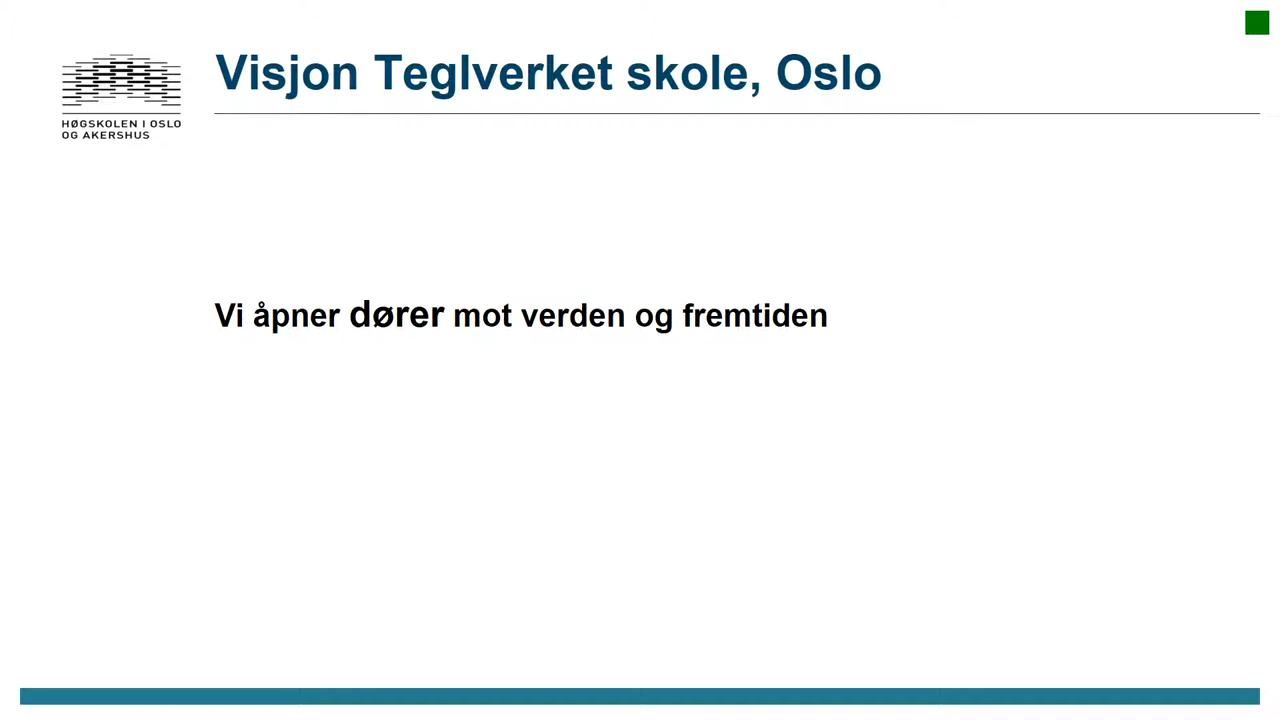 Visjon Teglverket skole, Oslo
HØGSKOLEN I OSLO
OG AKERSHUS
Vi åpner dører mot verden og fremtiden